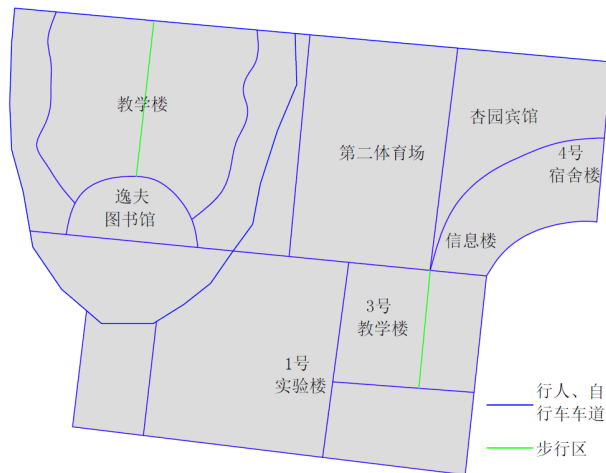 教学楼
逸夫
图书馆
第二体育场
杏园宾馆
4号
宿舍楼
信息楼
3号
教学楼
1号
实验楼
行人、自
行车车道
步行区